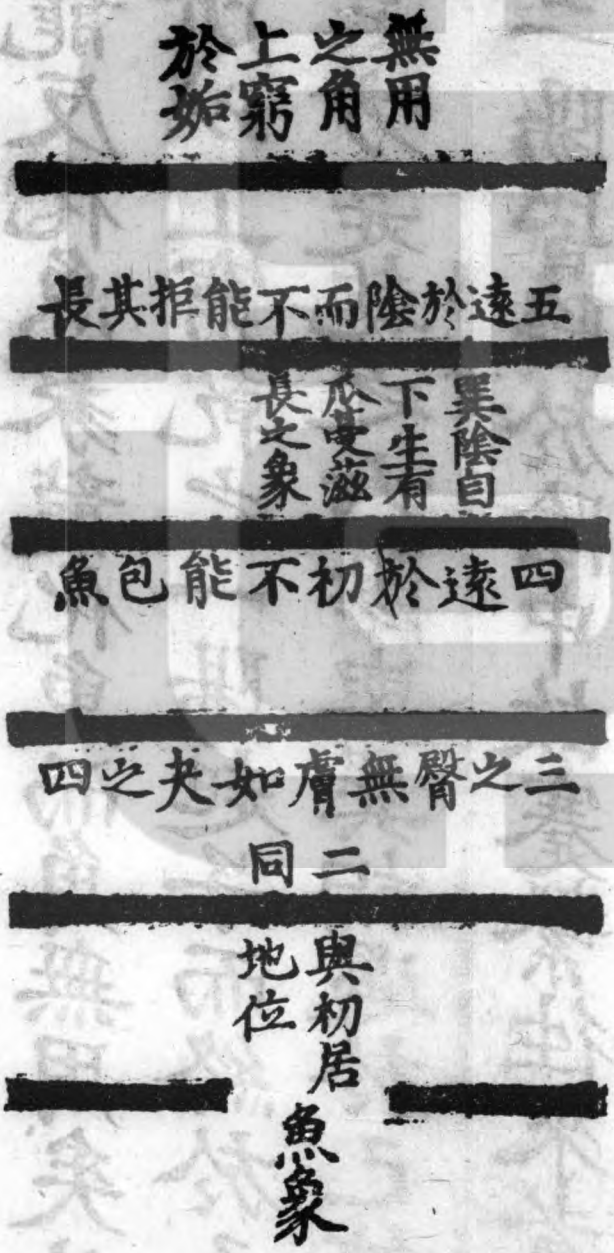 無用
之角
上窮
於姤
五遠於陰而不能拒其長
巽陰自
下生有
瓜蔓滋
長之象
四遠於初不能包魚
三之臀無膚如夬之四
二同
與初居
地位
魚象